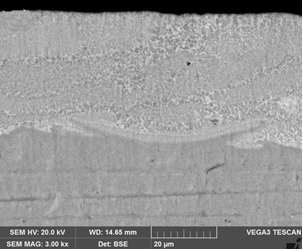 SEM HV: 20.0 kV WD: 14.65 mm VEGA3 TESCAN
SEM MAG: 3.00 kx Det: BSE 20 µm